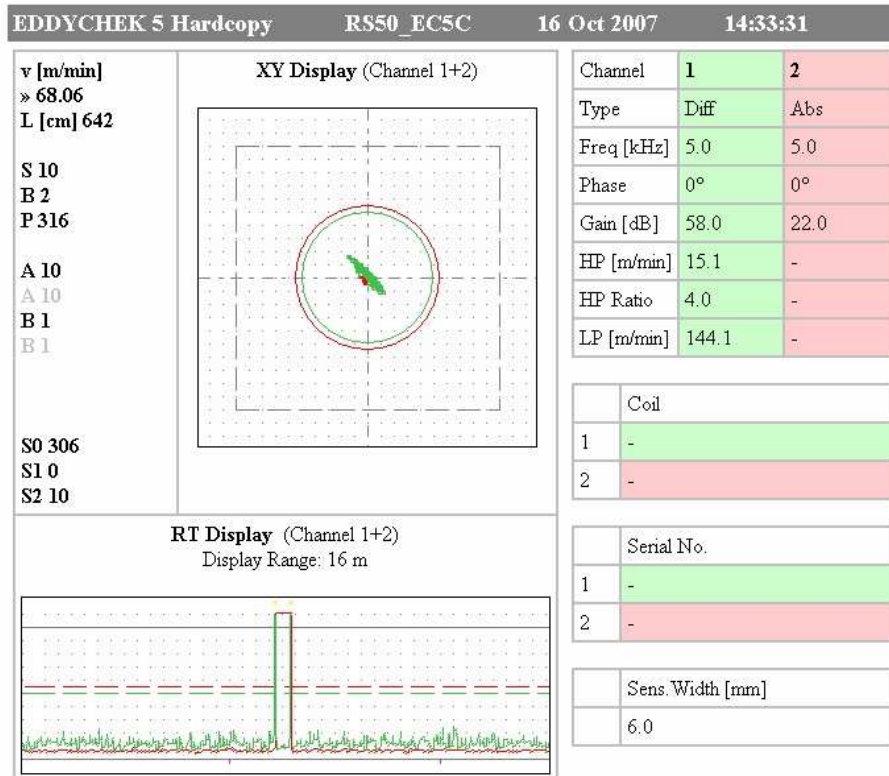 EDDYCHEK 5 Hardcopy RS50_EC5C 16 Oct 2007 14:33:31
v [m/min]
» 68.06
L [cm] 642
S 10
B 2
P 316
A 10
A 10
B 1
B 1
S0 306
S1 0
S2 10
XY Display (Channel 1+2)
RT Display (Channel 1+2)
Display Range: 16 m
Channel 1 2
Type Diff Abs
Freq [kHz] 5.0 5.0
Phase 0° 0°
Gain [dB] 58.0 22.0
HP [m/min] 15.1 -
HP Ratio 4.0 -
LP [m/min] 144.1 -
Coil
1 -
2 -
Serial No.
1 -
2 -
Sens.Width [mm]
6.0